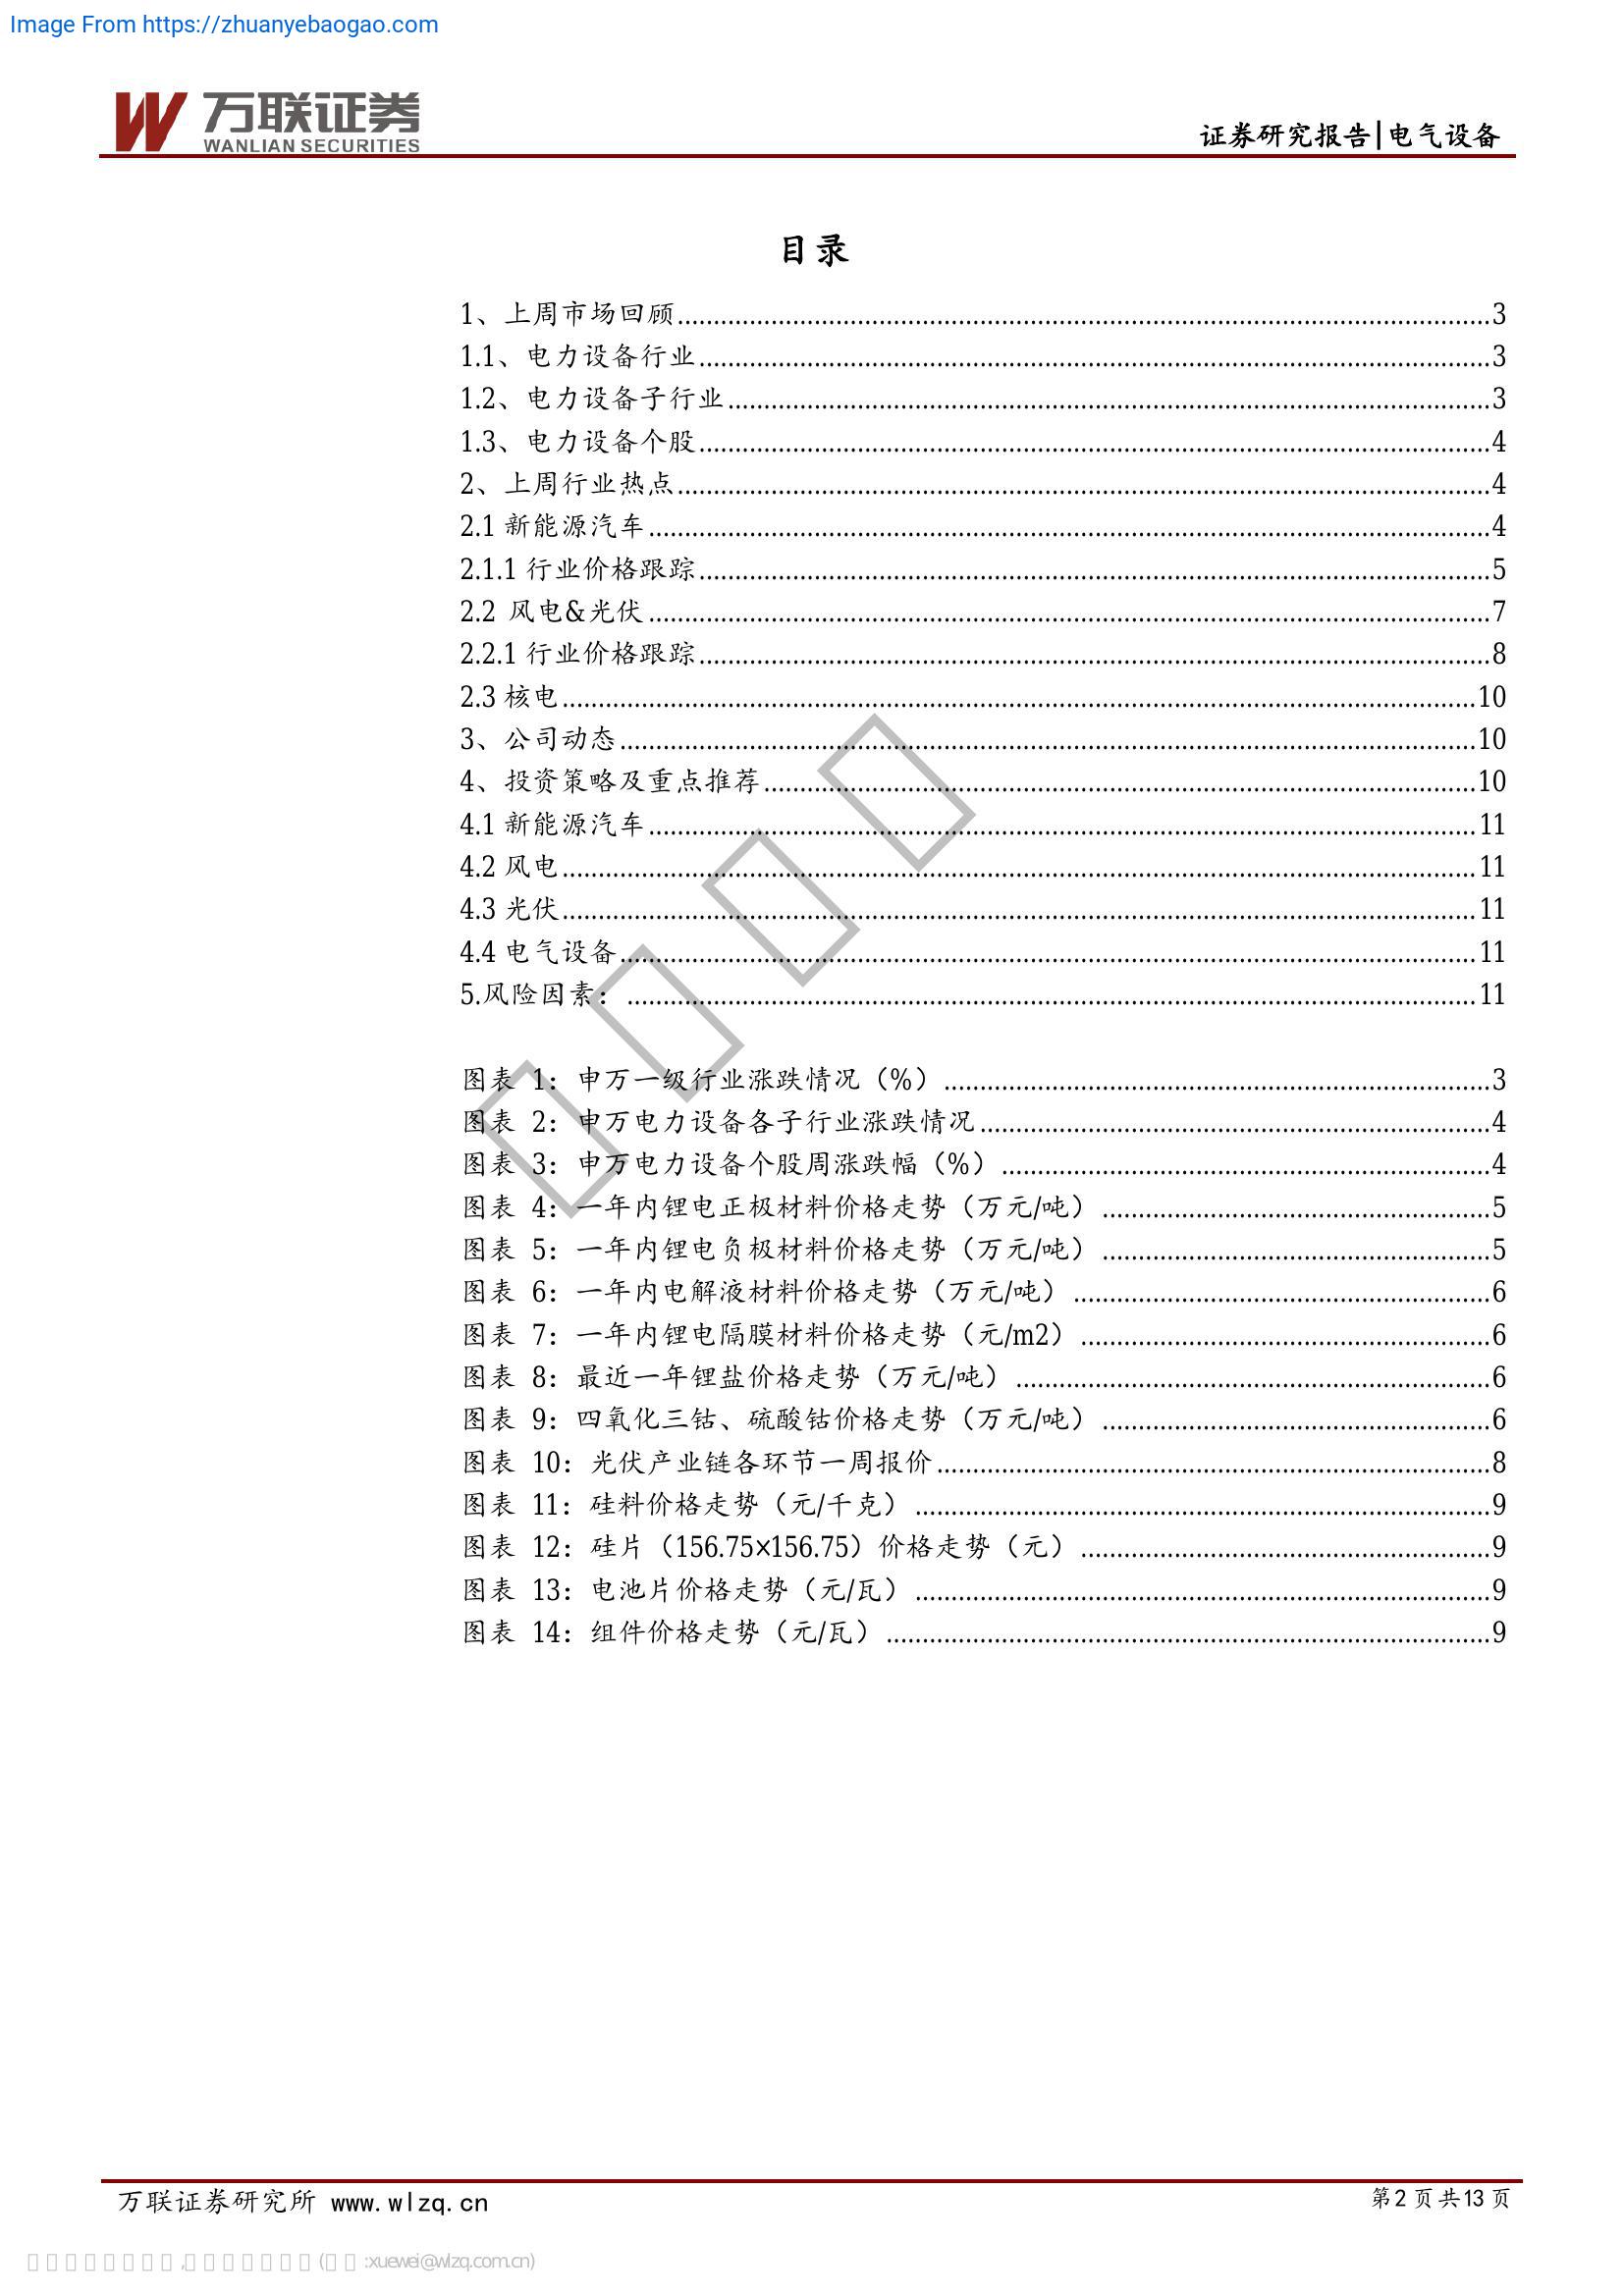 Image From https://zhuanyebaogao.com
万联证券
WANLIAN SECURITIES
证券研究报告|电气设备
目录
1、上周市场回顾3
1.1、电力设备行业3
1.2、电力设备子行业3
1.3、电力设备个股4
2、上周行业热点4
2.1 新能源汽车4
2.1.1 行业价格跟踪5
2.2 风电&光伏7
2.2.1 行业价格跟踪8
2.3 核电10
3、公司动态10
4、投资策略及重点推荐10
4.1 新能源汽车11
4.2 风电11
4.3 光伏11
4.4 电气设备11
5.风险因素：11
图表 1：申万一级行业涨跌情况（%）3
图表 2：申万电力设备各子行业涨跌情况4
图表 3：申万电力设备个股周涨跌幅（%）4
图表 4：一年内锂电正极材料价格走势（万元/吨）5
图表 5：一年内锂电负极材料价格走势（万元/吨）5
图表 6：一年内电解液材料价格走势（万元/吨）6
图表 7：一年内锂电隔膜材料价格走势（元/m2）6
图表 8：最近一年锂盐价格走势（万元/吨）6
图表 9：四氧化三钴、硫酸钴价格走势（万元/吨）6
图表 10：光伏产业链各环节一周报价8
图表 11：硅料价格走势（元/千克）9
图表 12：硅片（156.75×156.75）价格走势（元）9
图表 13：电池片价格走势（元/瓦）9
图表 14：组件价格走势（元/瓦）9
万联证券研究所 www.wlzq.cn
第2页共13页
:xuewei@wlzq.com.cn)